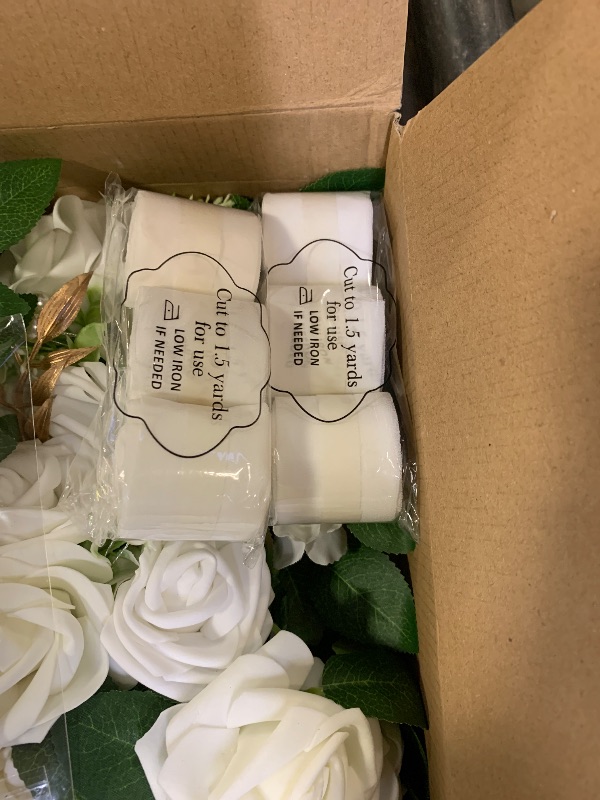 Cut to 1.5 yards
for use
LOW IRON
IF NEEDED
Cut to 1.5 yards
for use
LOW IRON
IF NEEDED